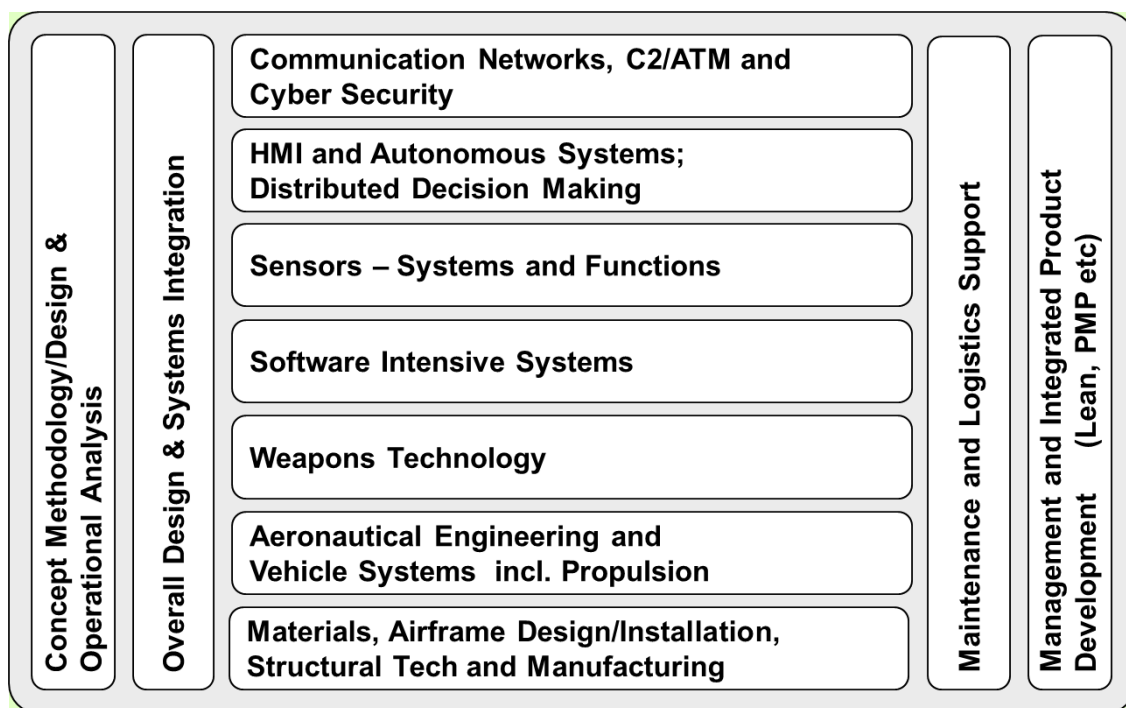 Concept Methodology/Design &
Operational Analysis
Overall Design & Systems Integration
Communication Networks, C2/ATM and
Cyber Security
HMI and Autonomous Systems;
Distributed Decision Making
Sensors – Systems and Functions
Software Intensive Systems
Weapons Technology
Aeronautical Engineering and
Vehicle Systems incl. Propulsion
Materials, Airframe Design/Installation,
Structural Tech and Manufacturing
Maintenance and Logistics Support
Management and Integrated Product
Development (Lean, PMP etc)